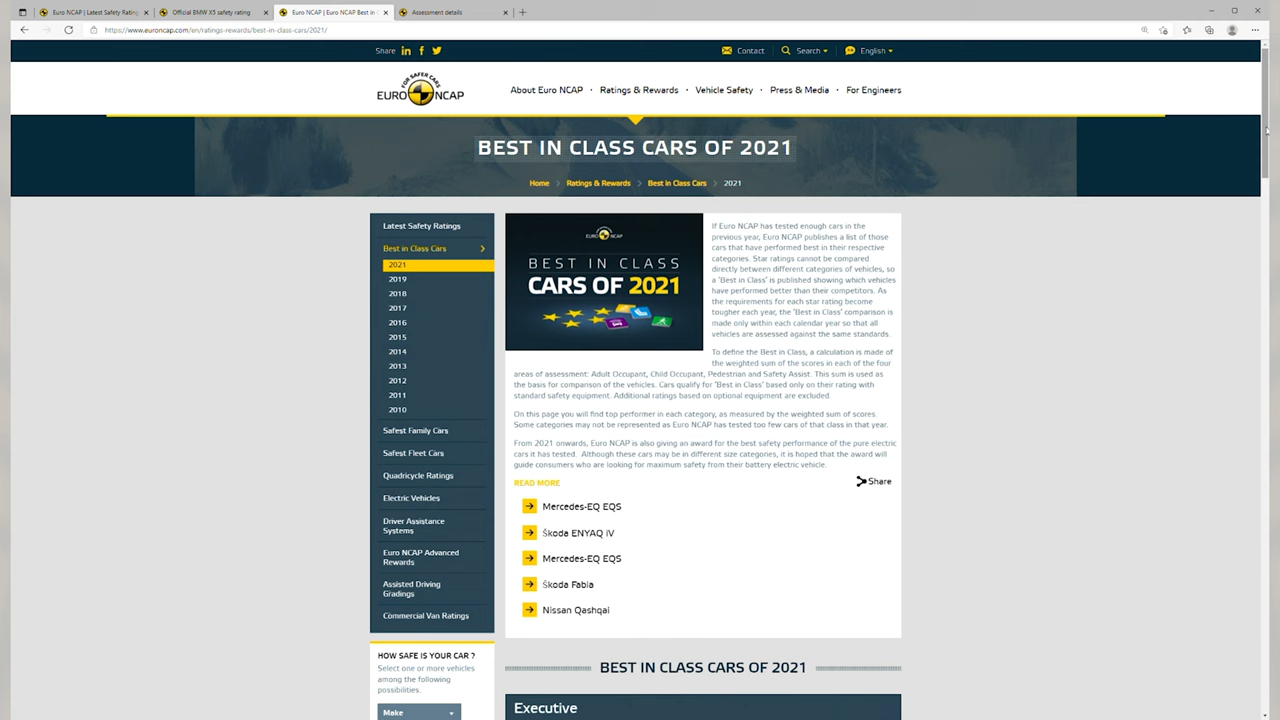 Euro NCAP | Latest Safety Rating
Official BMW X5 safety rating
Euro NCAP | Euro NCAP Best in
Assessment details
https://www.euroncap.com/en/ratings-rewards/best-in-class-cars/2021/
Share
Contact
Search
English
FOR SAFER CARS
EURO NCAP
About Euro NCAP
Ratings & Rewards
Vehicle Safety
Press & Media
For Engineers
BEST IN CLASS CARS OF 2021
Home > Ratings & Rewards > Best in Class Cars > 2021
Latest Safety Ratings
Best in Class Cars
2021
2019
2018
2017
2016
2015
2014
2013
2012
2011
2010
Safest Family Cars
Safest Fleet Cars
Quadricycle Ratings
Electric Vehicles
Driver Assistance
Systems
Euro NCAP Advanced
Rewards
Assisted Driving
Gradings
Commercial Van Ratings
HOW SAFE IS YOUR CAR ?
Select one or more vehicles
among the following
possibilities.
Make
EURO NCAP
BEST IN CLASS
CARS OF 2021
If Euro NCAP has tested enough cars in the
previous year, Euro NCAP publishes a list of those
cars that have performed best in their respective
categories. Star ratings cannot be compared
directly between different categories of vehicles, so
a 'Best in Class' is published showing which vehicles
have performed better than their competitors. As
the requirements for each star rating become
tougher each year, the 'Best in Class' comparison is
made only within each calendar year so that all
vehicles are assessed against the same standards.
To define the Best in Class, a calculation is made of
the weighted sum of the scores in each of the four
areas of assessment: Adult Occupant, Child Occupant, Pedestrian and Safety Assist. This sum is used as
the basis for comparison of the vehicles. Cars qualify for 'Best in Class' based only on their rating with
standard safety equipment. Additional ratings based on optional equipment are excluded.
On this page you will find top performer in each category, as measured by the weighted sum of scores.
Some categories may not be represented as Euro NCAP has tested too few cars of that class in that year.
From 2021 onwards, Euro NCAP is also giving an award for the best safety performance of the pure electric
cars it has tested. Although these cars may be in different size categories, it is hoped that the award will
guide consumers who are looking for maximum safety from their battery electric vehicle.
READ MORE
Share
Mercedes-EQ EQS
Škoda ENYAQ iV
Mercedes-EQ EQS
Škoda Fabia
Nissan Qashqai
BEST IN CLASS CARS OF 2021
Executive